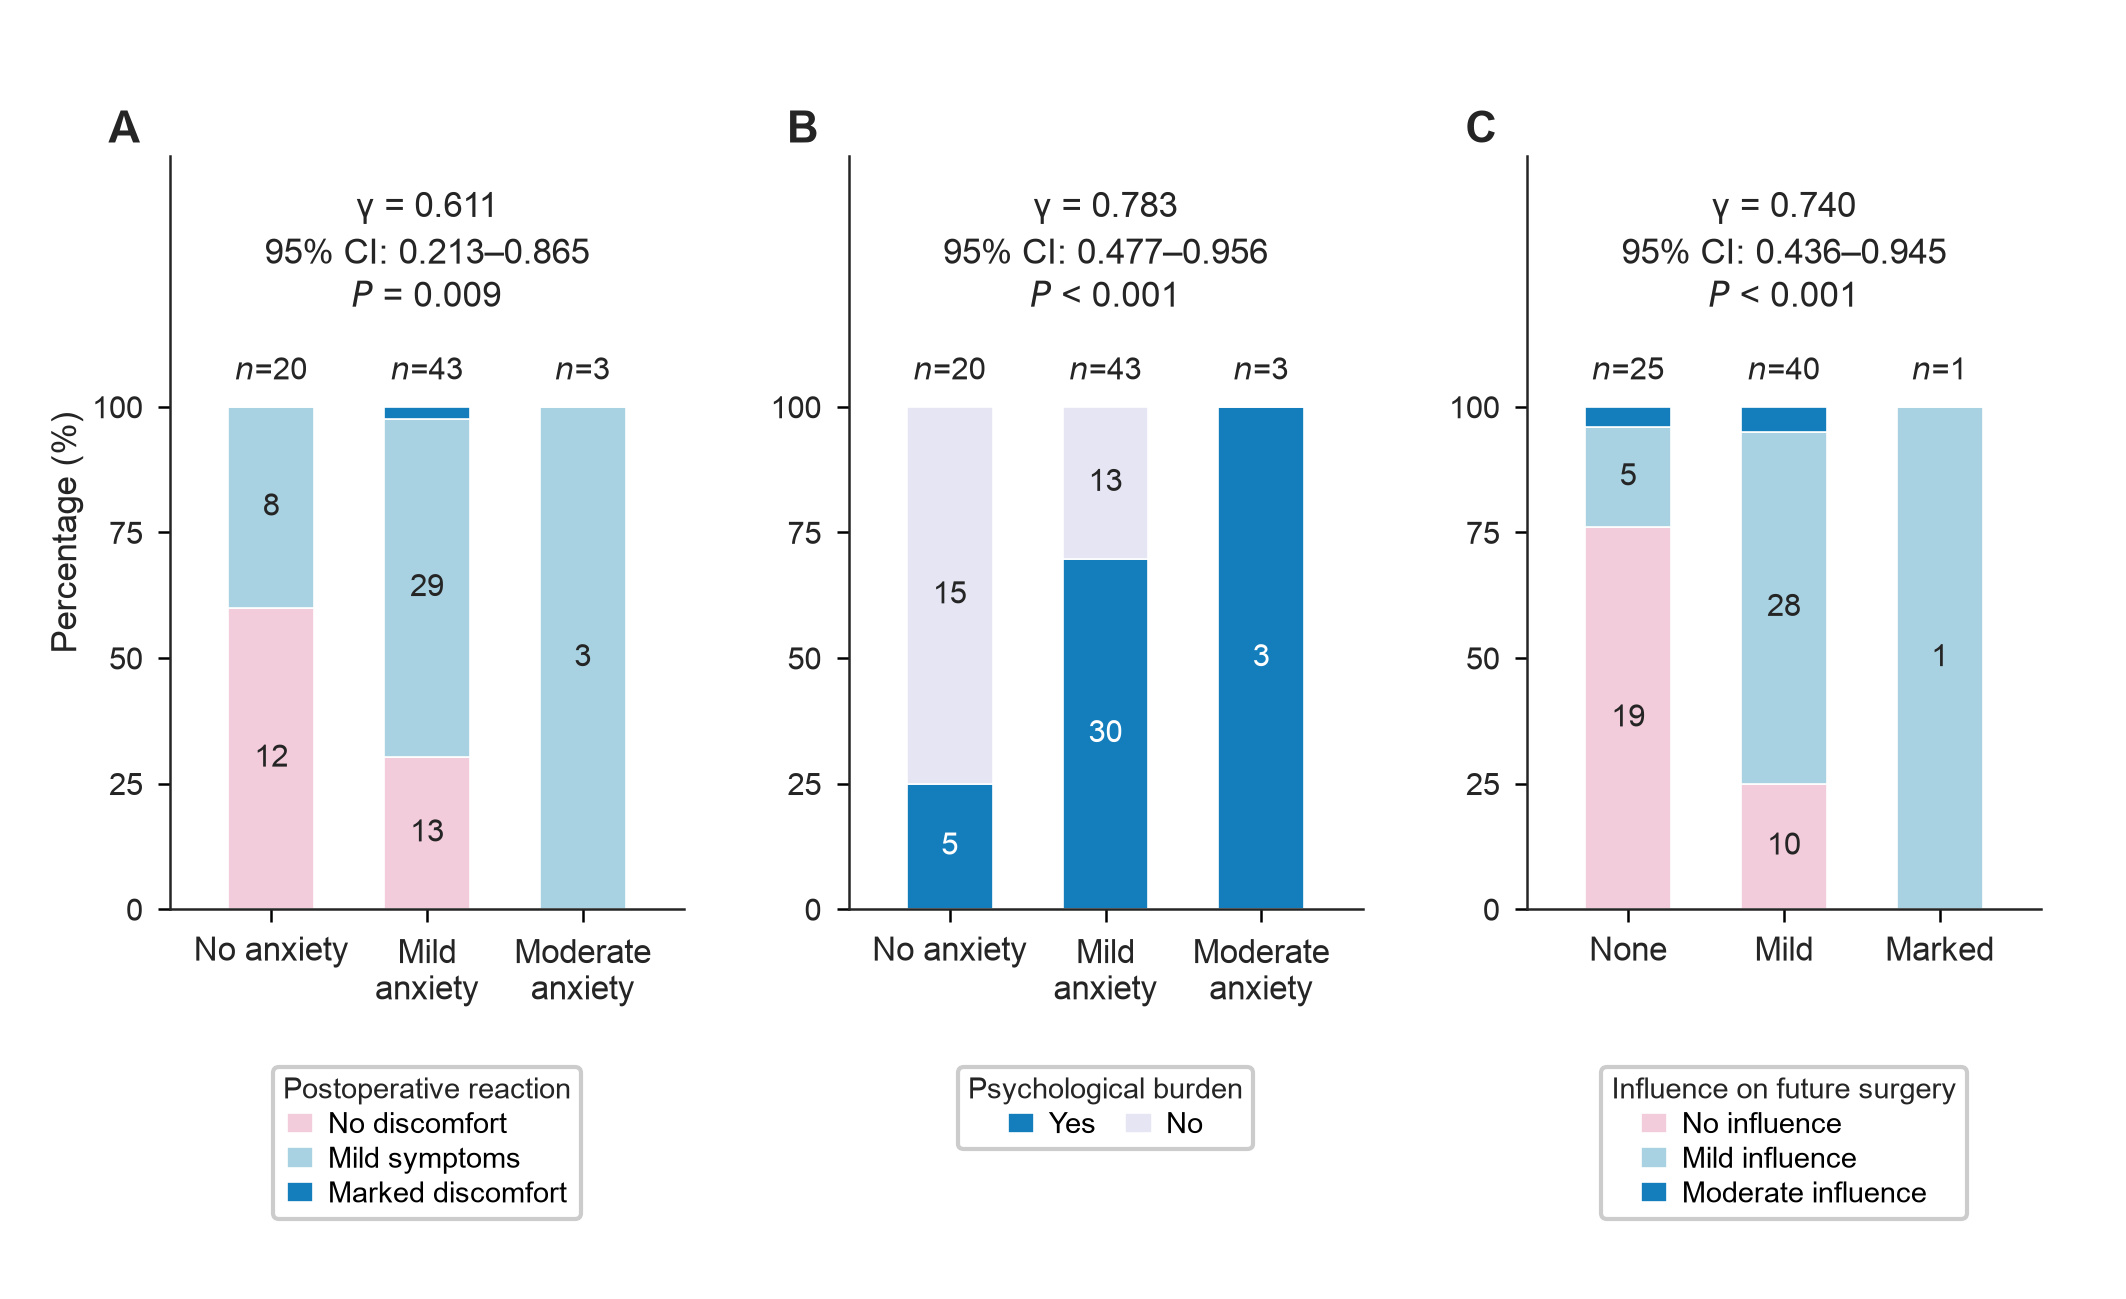 A
γ = 0.611
95% CI: 0.213–0.865
P = 0.009
n=20 n=43 n=3
Percentage (%)
100
75
50
25
0
8
12
29
13
3
No anxiety
Mild
anxiety
Moderate
anxiety
Postoperative reaction
No discomfort
Mild symptoms
Marked discomfort
B
γ = 0.783
95% CI: 0.477–0.956
P < 0.001
n=20 n=43 n=3
100
75
50
25
0
15
5
13
30
3
No anxiety
Mild
anxiety
Moderate
anxiety
Psychological burden
Yes No
C
γ = 0.740
95% CI: 0.436–0.945
P < 0.001
n=25 n=40 n=1
100
75
50
25
0
5
19
28
10
1
None Mild Marked
Influence on future surgery
No influence
Mild influence
Moderate influence